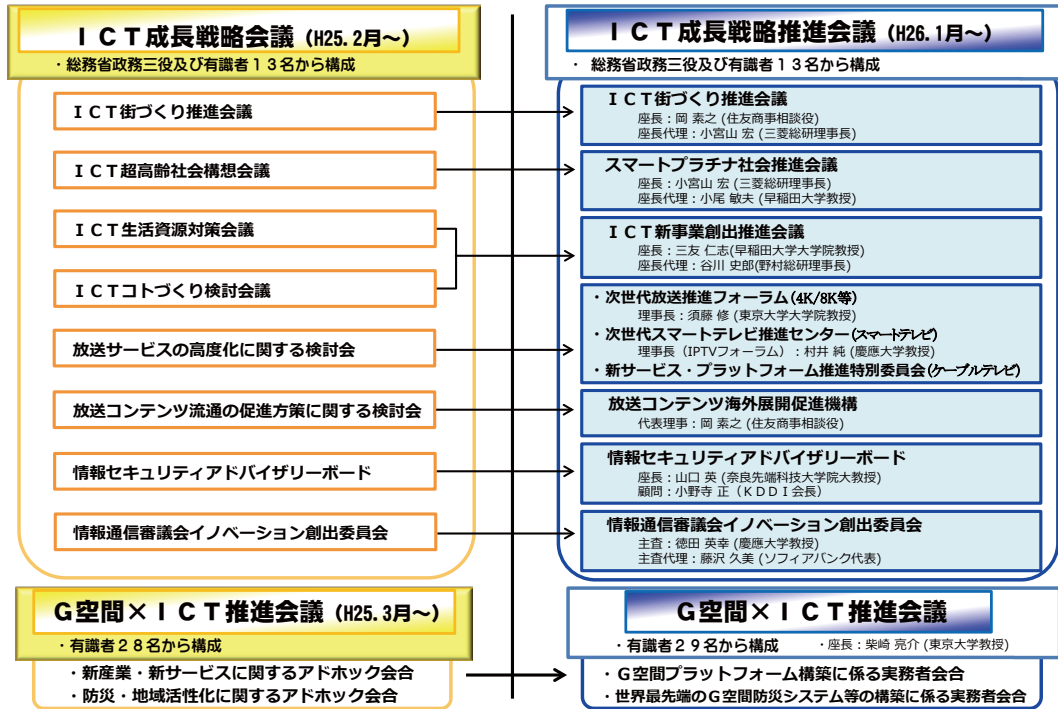 ＩＣＴ成長戦略会議 (H25.2月～)
・総務省政務三役及び有識者１３名から構成
ＩＣＴ街づくり推進会議
ＩＣＴ超高齢社会構想会議
ＩＣＴ生活資源対策会議
ＩＣＴコトづくり検討会議
放送サービスの高度化に関する検討会
放送コンテンツ流通の促進方策に関する検討会
情報セキュリティアドバイザリーボード
情報通信審議会イノベーション創出委員会
Ｇ空間×ＩＣＴ推進会議 (H25.3月～)
・有識者２８名から構成
・新産業・新サービスに関するアドホック会合
・防災・地域活性化に関するアドホック会合
ＩＣＴ成長戦略推進会議 (H26.1月～)
・ 総務省政務三役及び有識者１３名から構成
ＩＣＴ街づくり推進会議
座長：岡 素之 (住友商事相談役)
座長代理：小宮山 宏 (三菱総研理事長)
スマートプラチナ社会推進会議
座長：小宮山 宏 (三菱総研理事長)
座長代理：小尾 敏夫 (早稲田大学教授)
ＩＣＴ新事業創出推進会議
座長：三友 仁志(早稲田大学大学院教授)
座長代理：谷川 史郎(野村総研理事長)
・次世代放送推進フォーラム(4K/8K等)
理事長：須藤 修 (東京大学大学院教授)
・次世代スマートテレビ推進センター(スマートテレビ)
理事長（IPTVフォーラム）：村井 純 (慶應大学教授)
・新サービス・プラットフォーム推進特別委員会(ケーブルテレビ)
放送コンテンツ海外展開促進機構
代表理事：岡 素之 (住友商事相談役)
情報セキュリティアドバイザリーボード
座長：山口 英 (奈良先端科技大学院大教授)
顧問：小野寺 正（ＫＤＤＩ会長）
情報通信審議会イノベーション創出委員会
主査：徳田 英幸 (慶應大学教授)
主査代理：藤沢 久美 (ソフィアバンク代表)
Ｇ空間×ＩＣＴ推進会議
・有識者２９名から構成 ・座長：柴崎 亮介 (東京大学教授)
・Ｇ空間プラットフォーム構築に係る実務者会合
・世界最先端のＧ空間防災システム等の構築に係る実務者会合